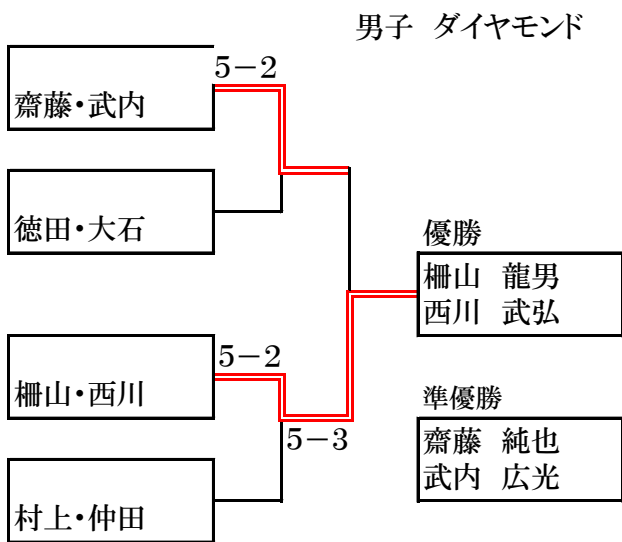 男子 ダイヤモンド
5-2
齋藤・武内
徳田・大石
優勝
柵山 龍男
西川 武弘
5-2
柵山・西川
準優勝
5-3
齋藤 純也
武内 広光
村上・仲田